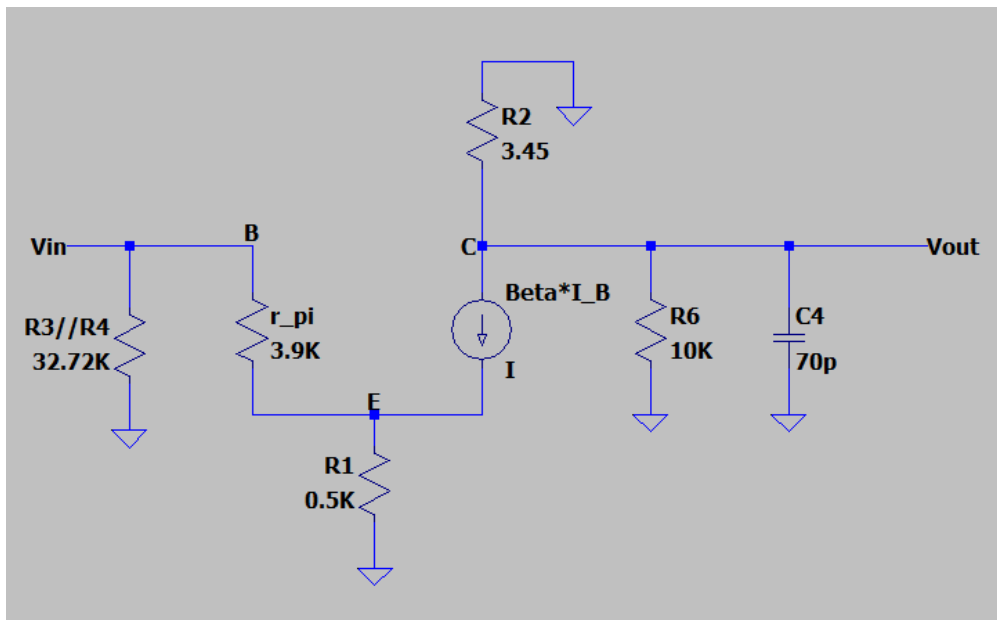 R2
3.45
B
Vin
C
Vout
Beta*I_B
R3//R4
32.72K
r_pi
3.9K
R6
10K
C4
70p
I
E
R1
0.5K